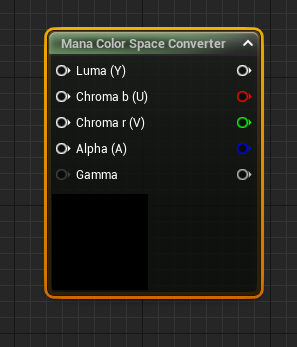 Mana Color Space Converter
Luma (Y)
Chroma b (U)
Chroma r (V)
Alpha (A)
Gamma